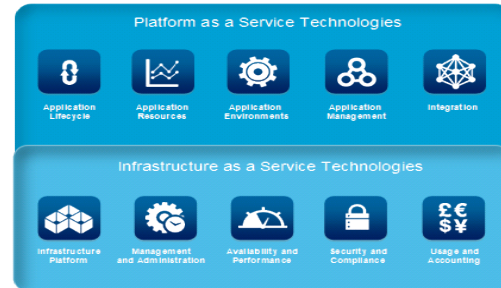 Platform as a Service Technologies
Application Application Application Application Integration
Lifecycle Resources Environments Management
Infrastructure as a Service Technologies
£€
$¥
Infrastructure Management Availability and Security and Usage and
Platform and Administration Performance Compliance Accounting